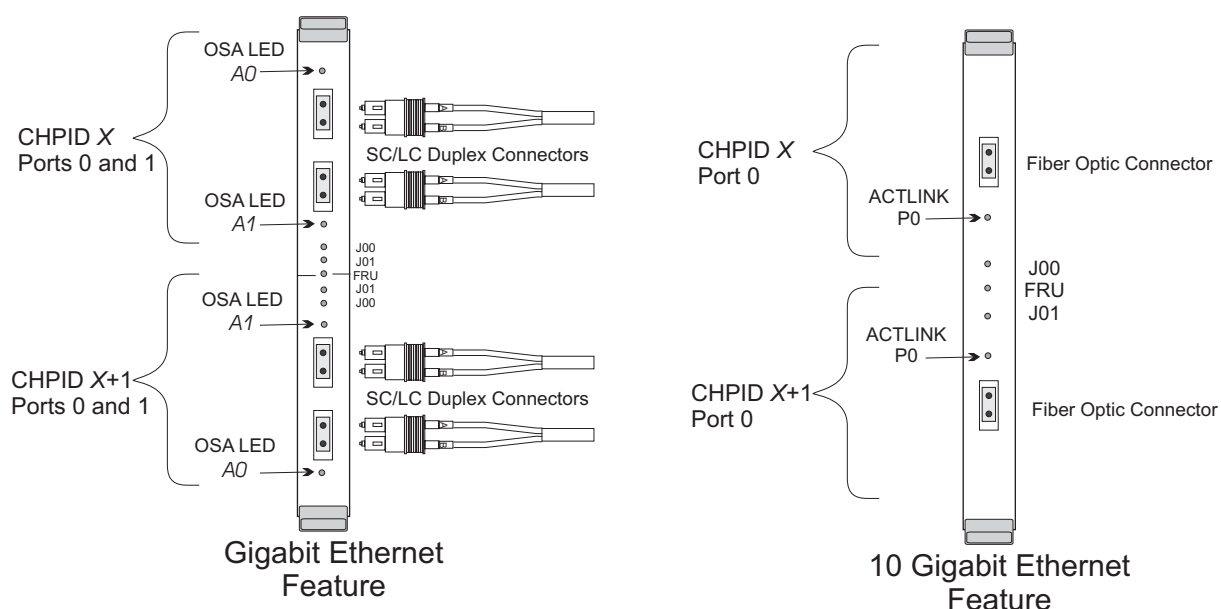 OSA LED
A0
CHPID X
Ports 0 and 1
SC/LC Duplex Connectors
OSA LED
A1
J00
J01
FRU
J01
J00
OSA LED
A1
CHPID X+1
Ports 0 and 1
SC/LC Duplex Connectors
OSA LED
A0
Gigabit Ethernet
Feature
CHPID X
Port 0
Fiber Optic Connector
ACTLINK
P0
J00
FRU
J01
ACTLINK
P0
CHPID X+1
Port 0
Fiber Optic Connector
10 Gigabit Ethernet
Feature